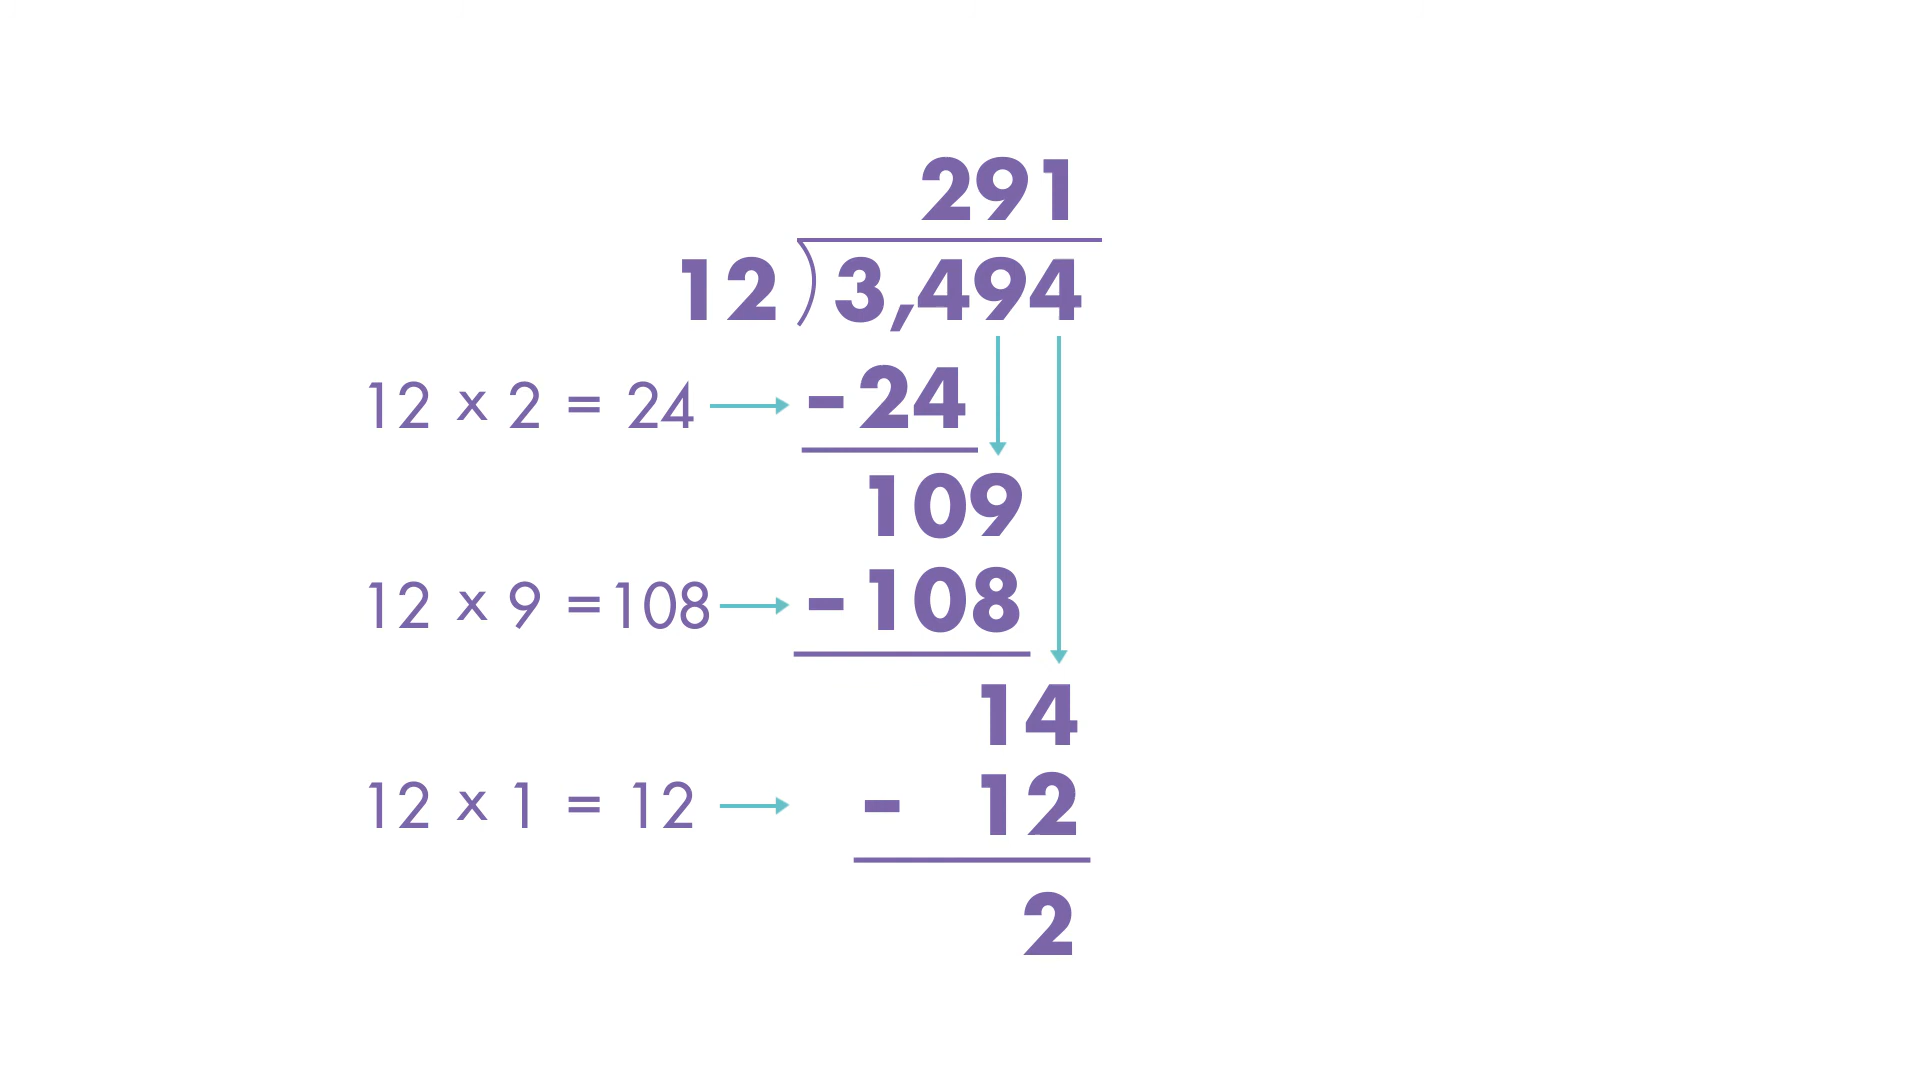 291
12 3,494
12 x 2 = 24 -24
109
12 x 9 =108 -108
14
12 x 1 = 12 - 12
2